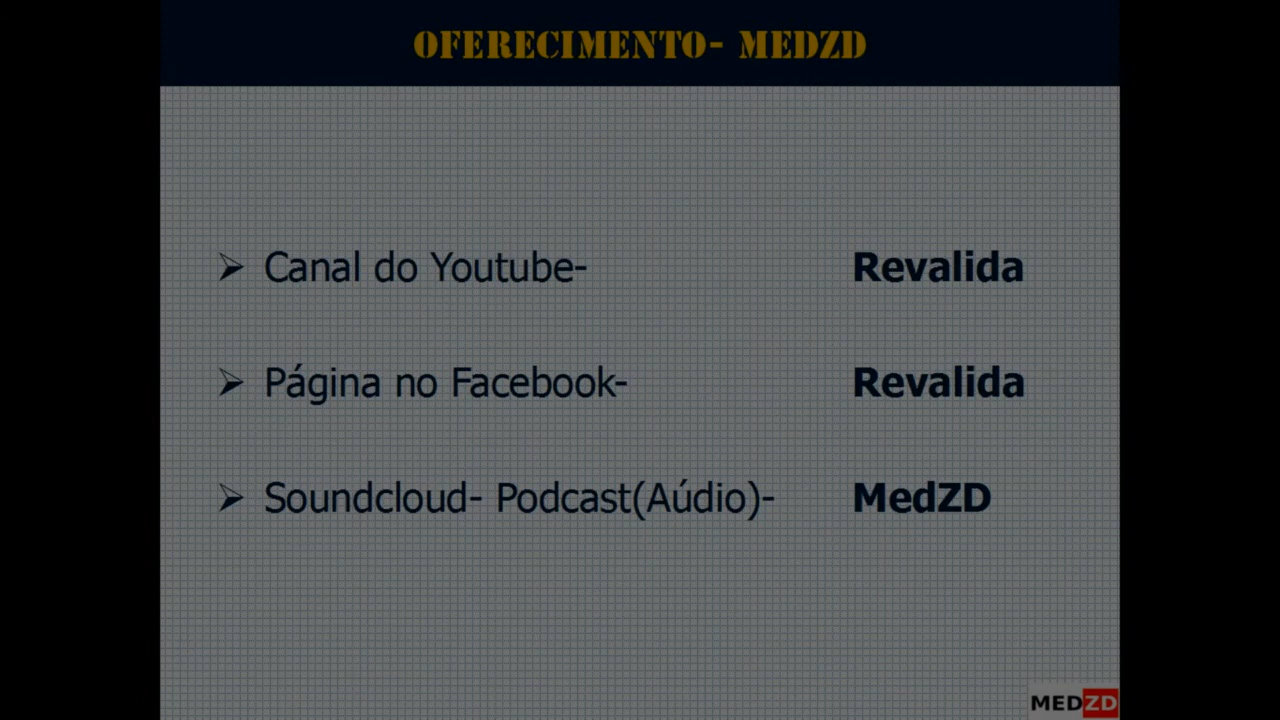 OFERECIMENTO- MEDZD
Canal do Youtube- Revalida
Página no Facebook- Revalida
Soundcloud- Podcast(Aúdio)- MedZD
MEDZD